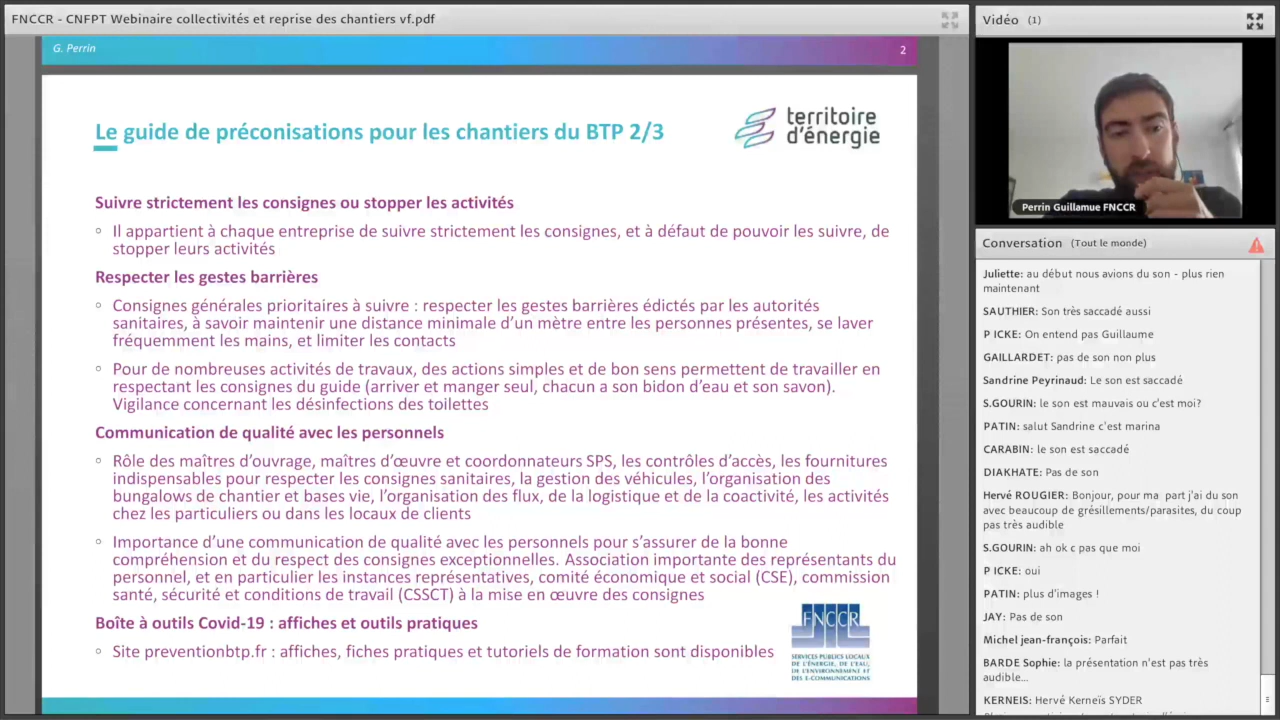 FNCCR - CNFPT Webinaire collectivités et reprise des chantiers vf.pdf
G. Perrin
2
Le guide de préconisations pour les chantiers du BTP 2/3
territoire
d'énergie
Suivre strictement les consignes ou stopper les activités
Il appartient à chaque entreprise de suivre strictement les consignes, et à défaut de pouvoir les suivre, de
stopper leurs activités
Respecter les gestes barrières
Consignes générales prioritaires à suivre : respecter les gestes barrières édictés par les autorités
sanitaires, à savoir maintenir une distance minimale d'un mètre entre les personnes présentes, se laver
fréquemment les mains, et limiter les contacts
Pour de nombreuses activités de travaux, des actions simples et de bon sens permettent de travailler en
respectant les consignes du guide (arriver et manger seul, chacun a son bidon d'eau et son savon).
Vigilance concernant les désinfections des toilettes
Communication de qualité avec les personnels
Rôle des maîtres d'ouvrage, maîtres d'œuvre et coordonnateurs SPS, les contrôles d'accès, les fournitures
indispensables pour respecter les consignes sanitaires, la gestion des véhicules, l'organisation des
bungalows de chantier et bases vie, l'organisation des flux, de la logistique et de la coactivité, les activités
chez les particuliers ou dans les locaux de clients
Importance d'une communication de qualité avec les personnels pour s'assurer de la bonne
compréhension et du respect des consignes exceptionnelles. Association importante des représentants du
personnel, et en particulier les instances représentatives, comité économique et social (CSE), commission
santé, sécurité et conditions de travail (CSSCT) à la mise en œuvre des consignes
Boîte à outils Covid-19 : affiches et outils pratiques
Site preventionbtp.fr : affiches, fiches pratiques et tutoriels de formation sont disponibles
FNCCR
SERVICES PUBLICS LOCAUX
DE L'ÉNERGIE, DE L'EAU,
DE L'ENVIRONNEMENT ET
DES E-COMMUNICATIONS
Vidéo (1)
Perrin Guillamue FNCCR
Conversation (Tout le monde)
Juliette: au début nous avions du son - plus rien
maintenant
SAUTHIER: Son très saccadé aussi
P ICKE: On entend pas Guillaume
GAILLARDET: pas de son non plus
Sandrine Peyrinaud: Le son est saccadé
S.GOURIN: le son est mauvais ou c'est moi?
PATIN: salut Sandrine c'est marina
CARABIN: le son est saccadé
DIAKHATE: Pas de son
Hervé ROUGIER: Bonjour, pour ma part j'ai du son
avec beaucoup de grésillements/parasites, du coup
pas très audible
S.GOURIN: ah ok c pas que moi
P ICKE: oui
PATIN: plus d'images !
JAY: Pas de son
Michel jean-françois: Parfait
BARDE Sophie: la présentation n'est pas très
audible...
KERNEIS: Hervé Kerneïs SYDER